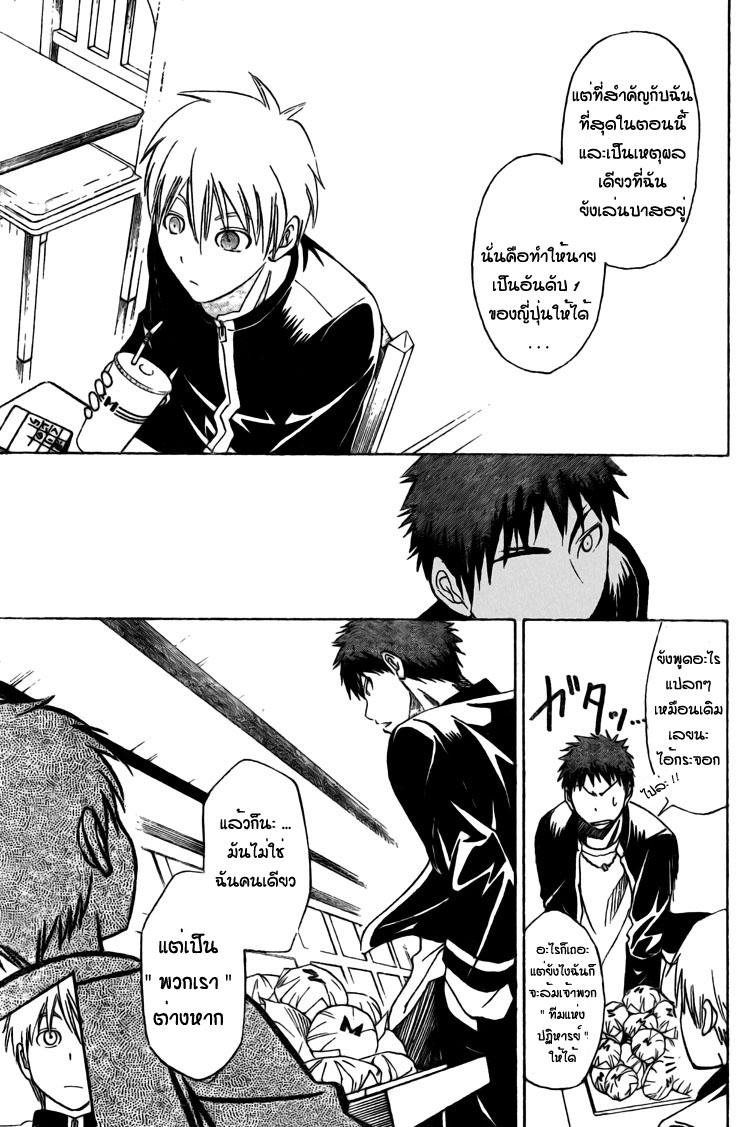 แต่ที่สำคัญกับฉัน
ที่สุดในตอนนี้
และเป็นเหตุผล
เดียวที่ฉัน
ยังเล่นบาสอยู่
นั่นคือทำให้นาย
เป็นอันดับ 1
ของญี่ปุ่นให้ได้
...
M
ยังพูดอะไร
แปลกๆ
เหมือนเดิม
เลยนะ
ไอ้กระจอก
ไปล่ะ!!
ガタッ...
อะไรก็เถอะ
แต่ยังไงฉันก็
จะล้มเจ้าพวก
" ทีมแห่ง
ปฏิหารย์ "
ให้ได้
แล้วก็นะ ...
มันไม่ใช่
ฉันคนเดียว
แต่เป็น
" พวกเรา "
ต่างหาก
M